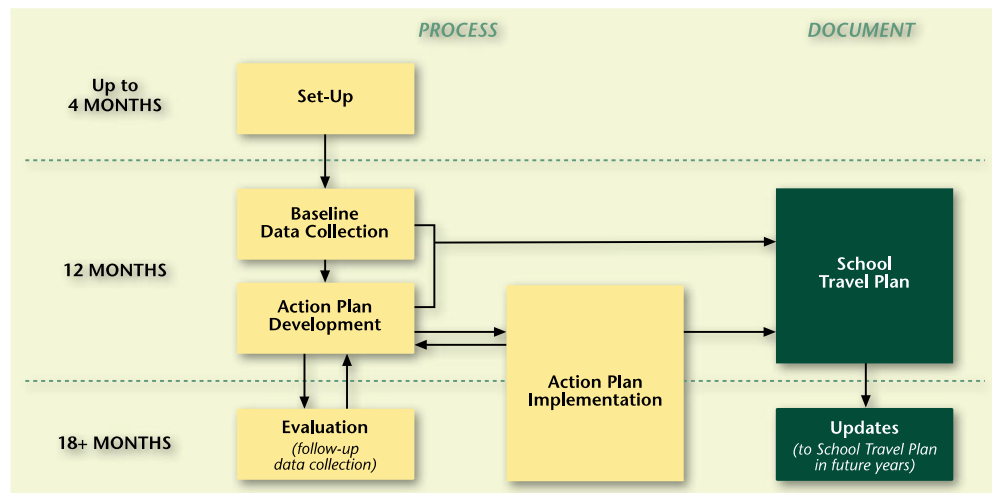 PROCESS
DOCUMENT
Up to
4 MONTHS
Set-Up
12 MONTHS
Baseline
Data Collection
Action Plan
Development
School
Travel Plan
Action Plan
Implementation
18+ MONTHS
Evaluation
(follow-up
data collection)
Updates
(to School Travel Plan
in future years)